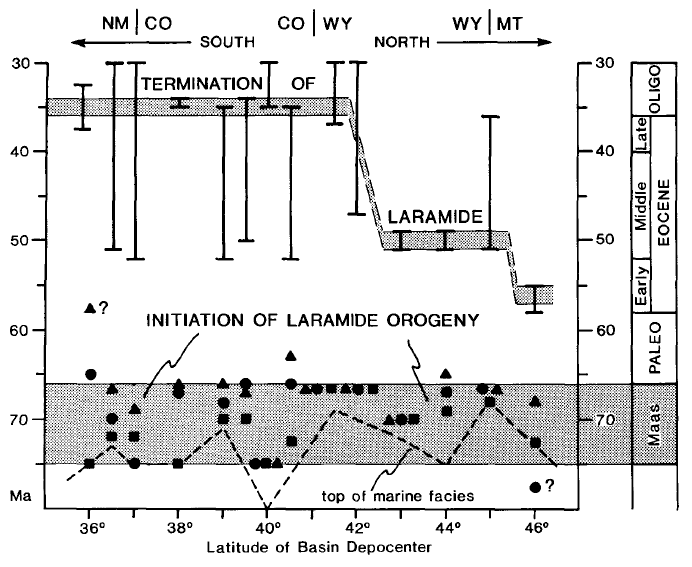 NM CO CO WY WY MT
SOUTH NORTH
30 30
TERMINATION OF
OLIGO
Late
40 40
Middle
EOCENE
LARAMIDE
50 50
Early
?
INITIATION OF LARAMIDE OROGENY
60 60
PALEO
70 70
Maas
top of marine facies
?
Ma
36° 38° 40° 42° 44° 46°
Latitude of Basin Depocenter